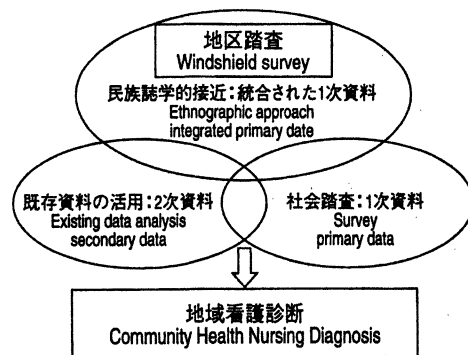 地区踏査
Windshield survey
民族誌学的接近：統合された1次資料
Ethnographic approach
integrated primary date
既存資料の活用：2次資料
Existing data analysis
secondary data
社会踏査：1次資料
Survey
primary data
地域看護診断
Community Health Nursing Diagnosis